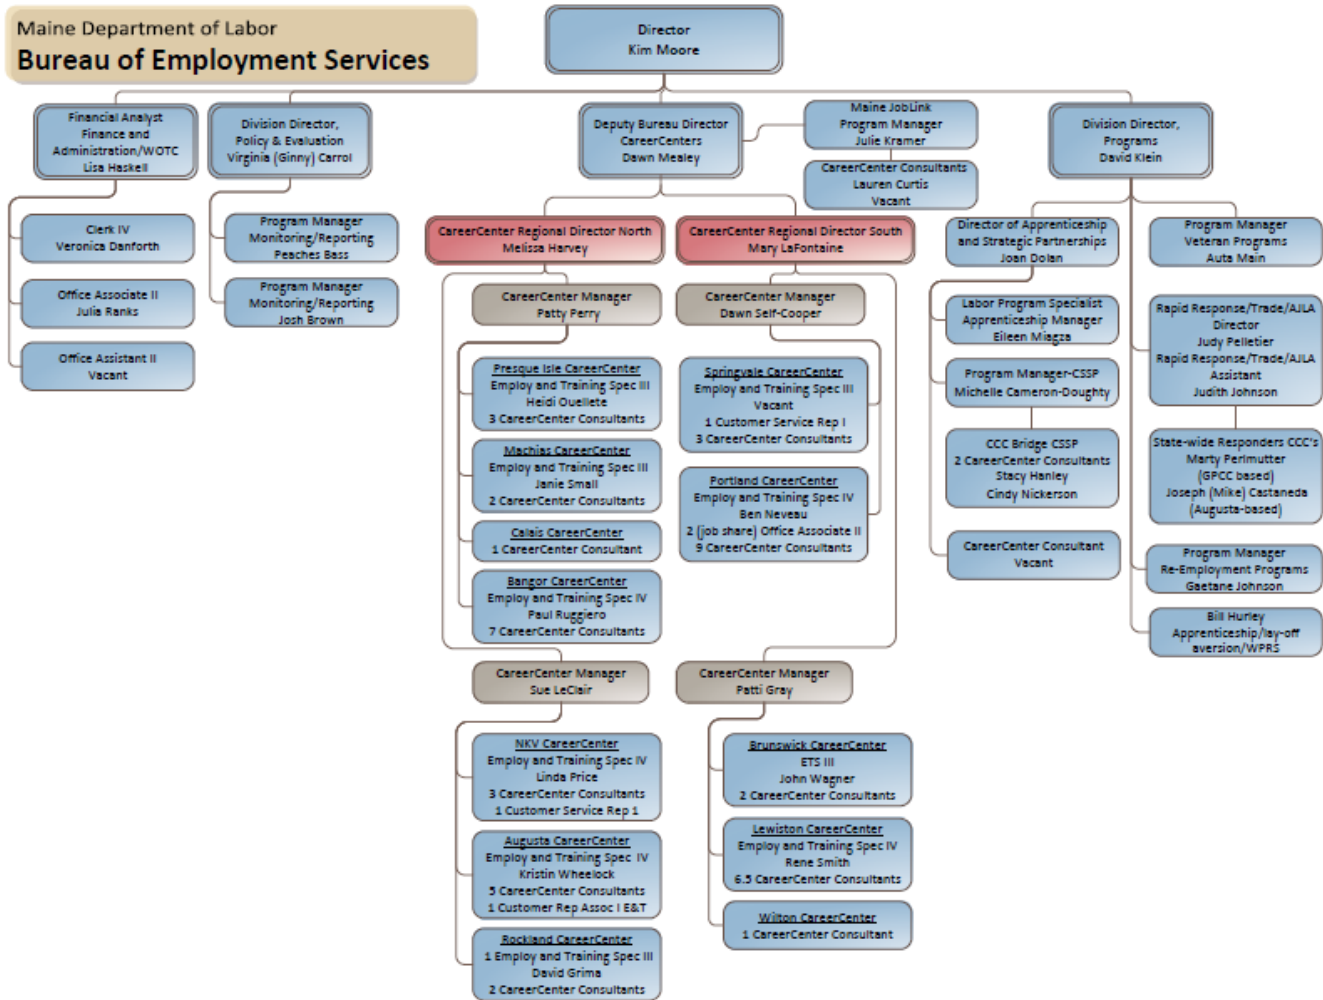 Maine Department of Labor
Bureau of Employment Services
Director
Kim Moore
Financial Analyst
Finance and
Administration/WOTC
Lisa Haskell
Division Director,
Policy & Evaluation
Virginia (Ginny) Carrol
Deputy Bureau Director
CareerCenters
Dawn Mealey
Maine JobLink
Program Manager
Julie Kramer
CareerCenter Consultants
Lauren Curtis
Vacant
Division Director,
Programs
David Klein
Clerk IV
Veronica Danforth
Office Associate II
Julia Ranks
Office Assistant II
Vacant
Program Manager
Monitoring/Reporting
Peaches Bass
Program Manager
Monitoring/Reporting
Josh Brown
CareerCenter Regional Director North
Melissa Harvey
CareerCenter Regional Director South
Mary LaFontaine
CareerCenter Manager
Patty Perry
Presque Isle CareerCenter
Employ and Training Spec III
Heidi Ouellete
3 CareerCenter Consultants
Machias CareerCenter
Employ and Training Spec III
Janie Small
2 CareerCenter Consultants
Calais CareerCenter
1 CareerCenter Consultant
Bangor CareerCenter
Employ and Training Spec IV
Paul Ruggiero
7 CareerCenter Consultants
CareerCenter Manager
Dawn Self-Cooper
Springvale CareerCenter
Employ and Training Spec III
Vacant
1 Customer Service Rep I
3 CareerCenter Consultants
Portland CareerCenter
Employ and Training Spec IV
Ben Neveau
2 (job share) Office Associate II
9 CareerCenter Consultants
CareerCenter Manager
Sue LeClair
NKV CareerCenter
Employ and Training Spec IV
Linda Price
3 CareerCenter Consultants
1 Customer Service Rep 1
Augusta CareerCenter
Employ and Training Spec IV
Kristin Wheelock
5 CareerCenter Consultants
1 Customer Rep Assoc I E&T
Rockland CareerCenter
1 Employ and Training Spec III
David Grima
2 CareerCenter Consultants
CareerCenter Manager
Patti Gray
Brunswick CareerCenter
ETS III
John Wagner
2 CareerCenter Consultants
Lewiston CareerCenter
Employ and Training Spec IV
Rene Smith
6.5 CareerCenter Consultants
Wilton CareerCenter
1 CareerCenter Consultant
Director of Apprenticeship
and Strategic Partnerships
Joan Dolan
Labor Program Specialist
Apprenticeship Manager
Eileen Miagza
Program Manager-CSSP
Michelle Cameron-Doughty
CCC Bridge CSSP
2 CareerCenter Consultants
Stacy Hanley
Cindy Nickerson
CareerCenter Consultant
Vacant
Program Manager
Veteran Programs
Auta Main
Rapid Response/Trade/AJLA
Director
Judy Pelletier
Rapid Response/Trade/AJLA
Assistant
Judith Johnson
State-wide Responders CCC's
Marty Perlmutter
(GPCC based)
Joseph (Mike) Castaneda
(Augusta-based)
Program Manager
Re-Employment Programs
Gaetane Johnson
Bill Hurley
Apprenticeship/lay-off
aversion/WPRS